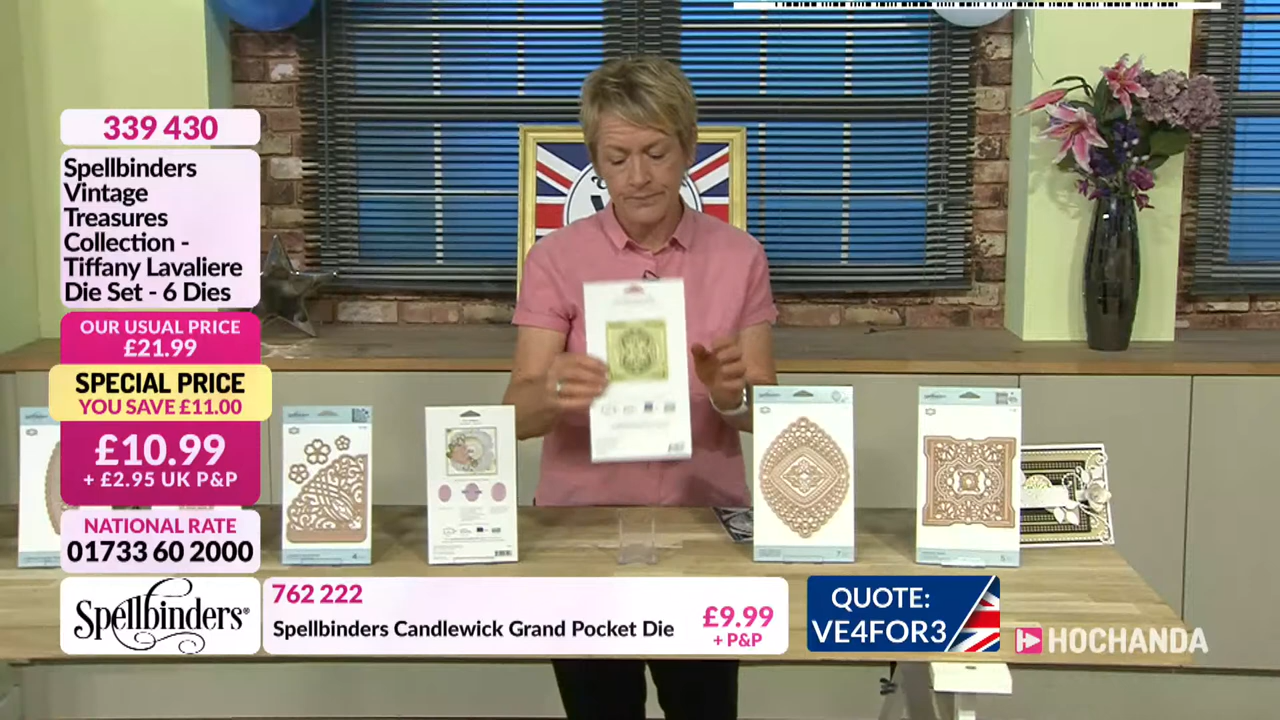 339 430
Spellbinders
Vintage
Treasures
Collection -
Tiffany Lavaliere
Die Set - 6 Dies
OUR USUAL PRICE
£21.99
SPECIAL PRICE
YOU SAVE £11.00
£10.99
+ £2.95 UK P&P
NATIONAL RATE
01733 60 2000
Spellbinders®
762 222
Spellbinders Candlewick Grand Pocket Die
£9.99
+ P&P
QUOTE:
VE4FOR3
HOCHANDA